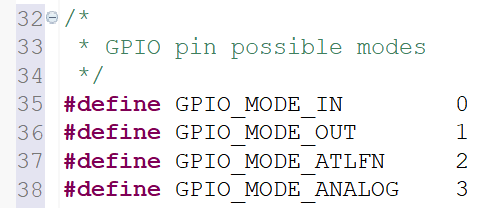 32 /*
33  * GPIO pin possible modes
34  */
35 #define GPIO_MODE_IN 0
36 #define GPIO_MODE_OUT 1
37 #define GPIO_MODE_ATLFN 2
38 #define GPIO_MODE_ANALOG 3